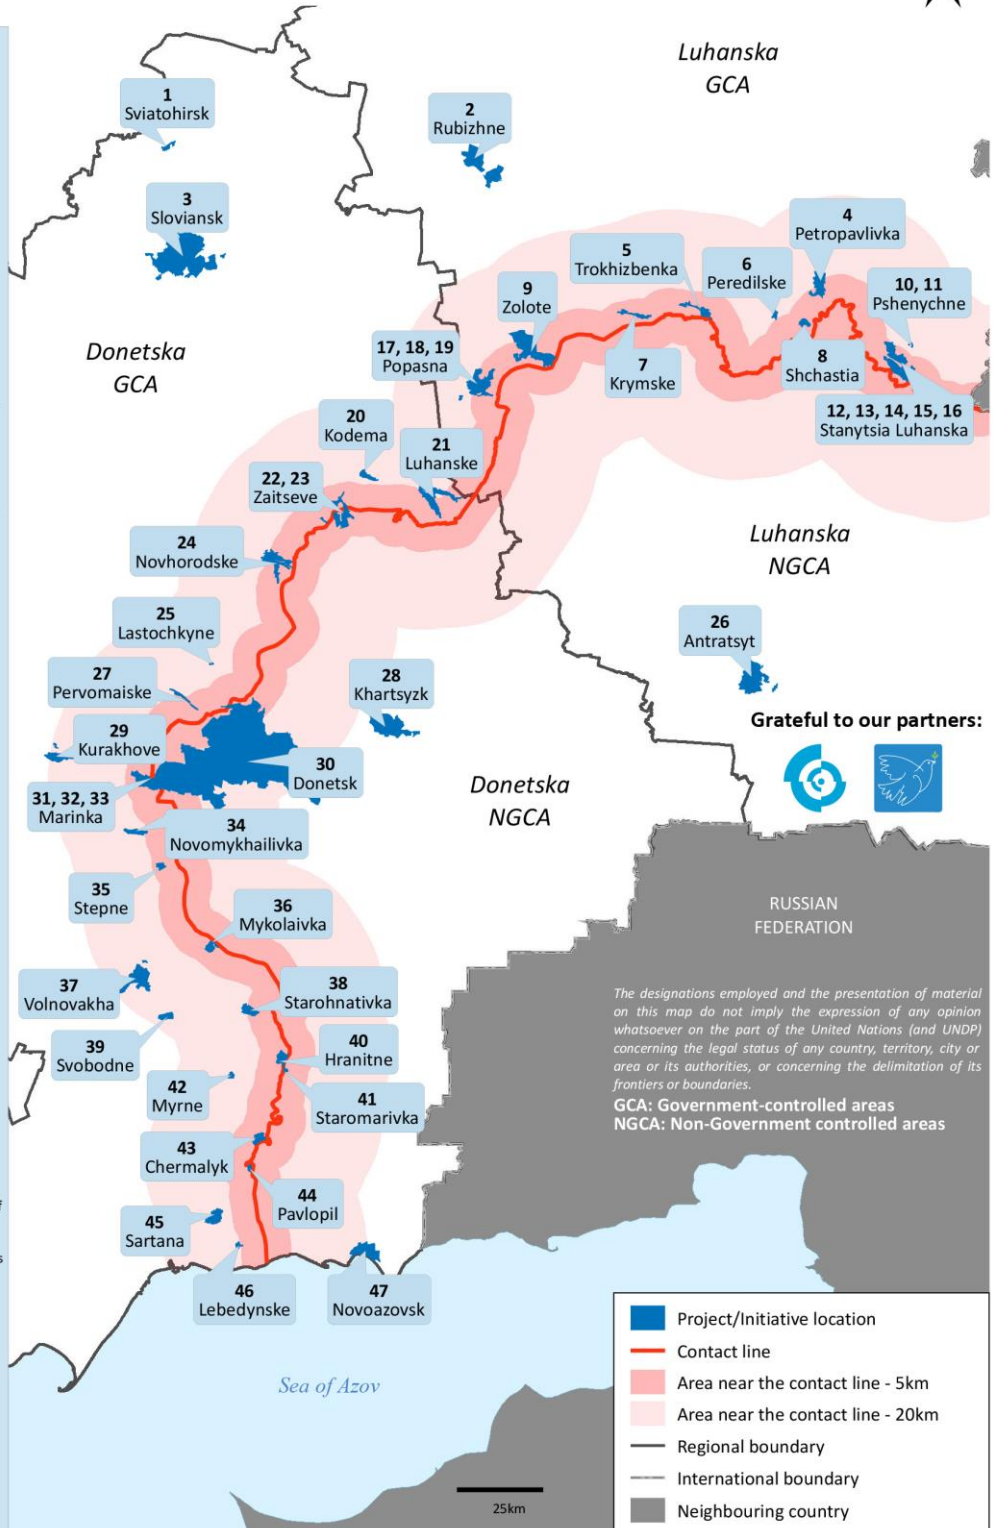 Luhanska
GCA
1
Sviatohirsk
2
Rubizhne
3
Sloviansk
4
Petropavlivka
5
Trokhizbenka
6
Peredilske
10, 11
Pshenychne
9
Zolote
Donetska
GCA
17, 18, 19
Popasna
7
Krymske
8
Shchastia
12, 13, 14, 15, 16
Stanytsia Luhanska
20
Kodema
21
Luhanske
22, 23
Zaitseve
24
Novhorodske
Luhanska
NGCA
25
Lastochkyne
26
Antratsyt
27
Pervomaiske
28
Khartsyzk
Grateful to our partners:
29
Kurakhove
30
Donetsk
31, 32, 33
Marinka
Donetska
NGCA
34
Novomykhailivka
35
Stepne
36
Mykolaivka
RUSSIAN
FEDERATION
37
Volnovakha
38
Starohnativka
The designations employed and the presentation of material
on this map do not imply the expression of any opinion
whatsoever on the part of the United Nations (and UNDP)
concerning the legal status of any country, territory, city or
area or its authorities, or concerning the delimitation of its
frontiers or boundaries.
GCA: Government-controlled areas
NGCA: Non-Government controlled areas
39
Svobodne
40
Hranitne
42
Myrne
41
Staromarivka
43
Chermalyk
44
Pavlopil
45
Sartana
46
Lebedynske
47
Novoazovsk
Sea of Azov
25km
Project/Initiative location
Contact line
Area near the contact line - 5km
Area near the contact line - 20km
Regional boundary
International boundary
Neighbouring country